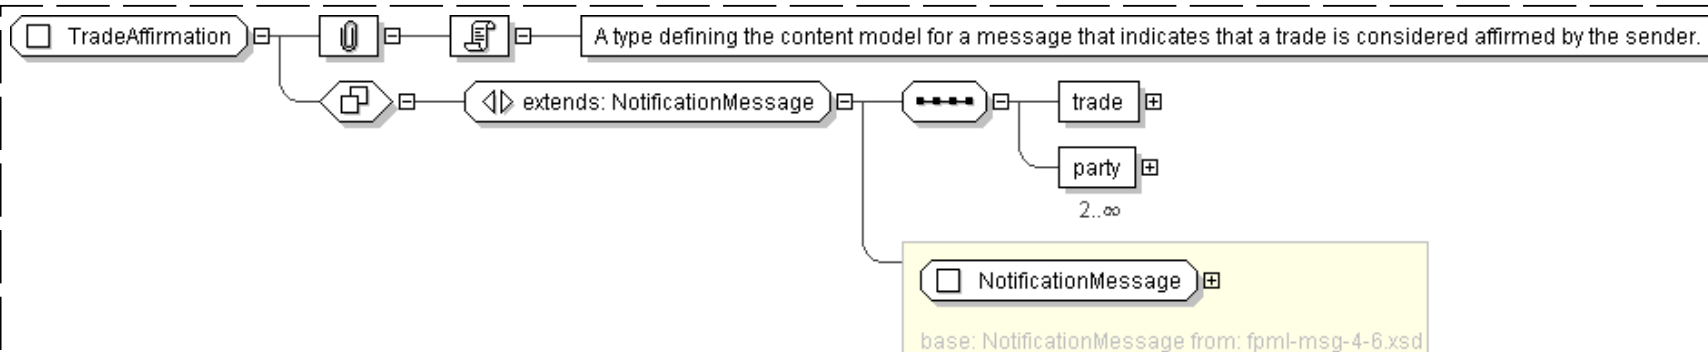 TradeAffirmation
A type defining the content model for a message that indicates that a trade is considered affirmed by the sender.
extends: NotificationMessage
trade
party
2..∞
NotificationMessage
base: NotificationMessage from: fpml-msg-4-6.xsd